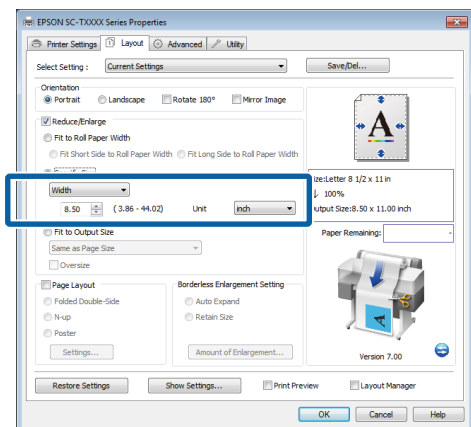 EPSON SC-TXXXX Series Properties
Printer Settings Layout Advanced Utility
Select Setting : Current Settings Save/Del...
Orientation
Portrait Landscape Rotate 180° Mirror Image
Reduce/Enlarge
Fit to Roll Paper Width
Fit Short Side to Roll Paper Width Fit Long Side to Roll Paper Width
Width
8.50 ( 3.86 - 44.02) Unit inch
Fit to Output Size
Same as Page Size
Oversize
Page Layout
Folded Double-Side
N-up
Poster
Settings...
Borderless Enlargement Setting
Auto Expand
Retain Size
Amount of Enlargement...
A
ize:Letter 8 1/2 x 11 in
↓ 100%
utput Size:8.50 x 11.00 inch
Paper Remaining: -
A
Version 7.00
Restore Settings Show Settings... Print Preview Layout Manager
OK Cancel Help